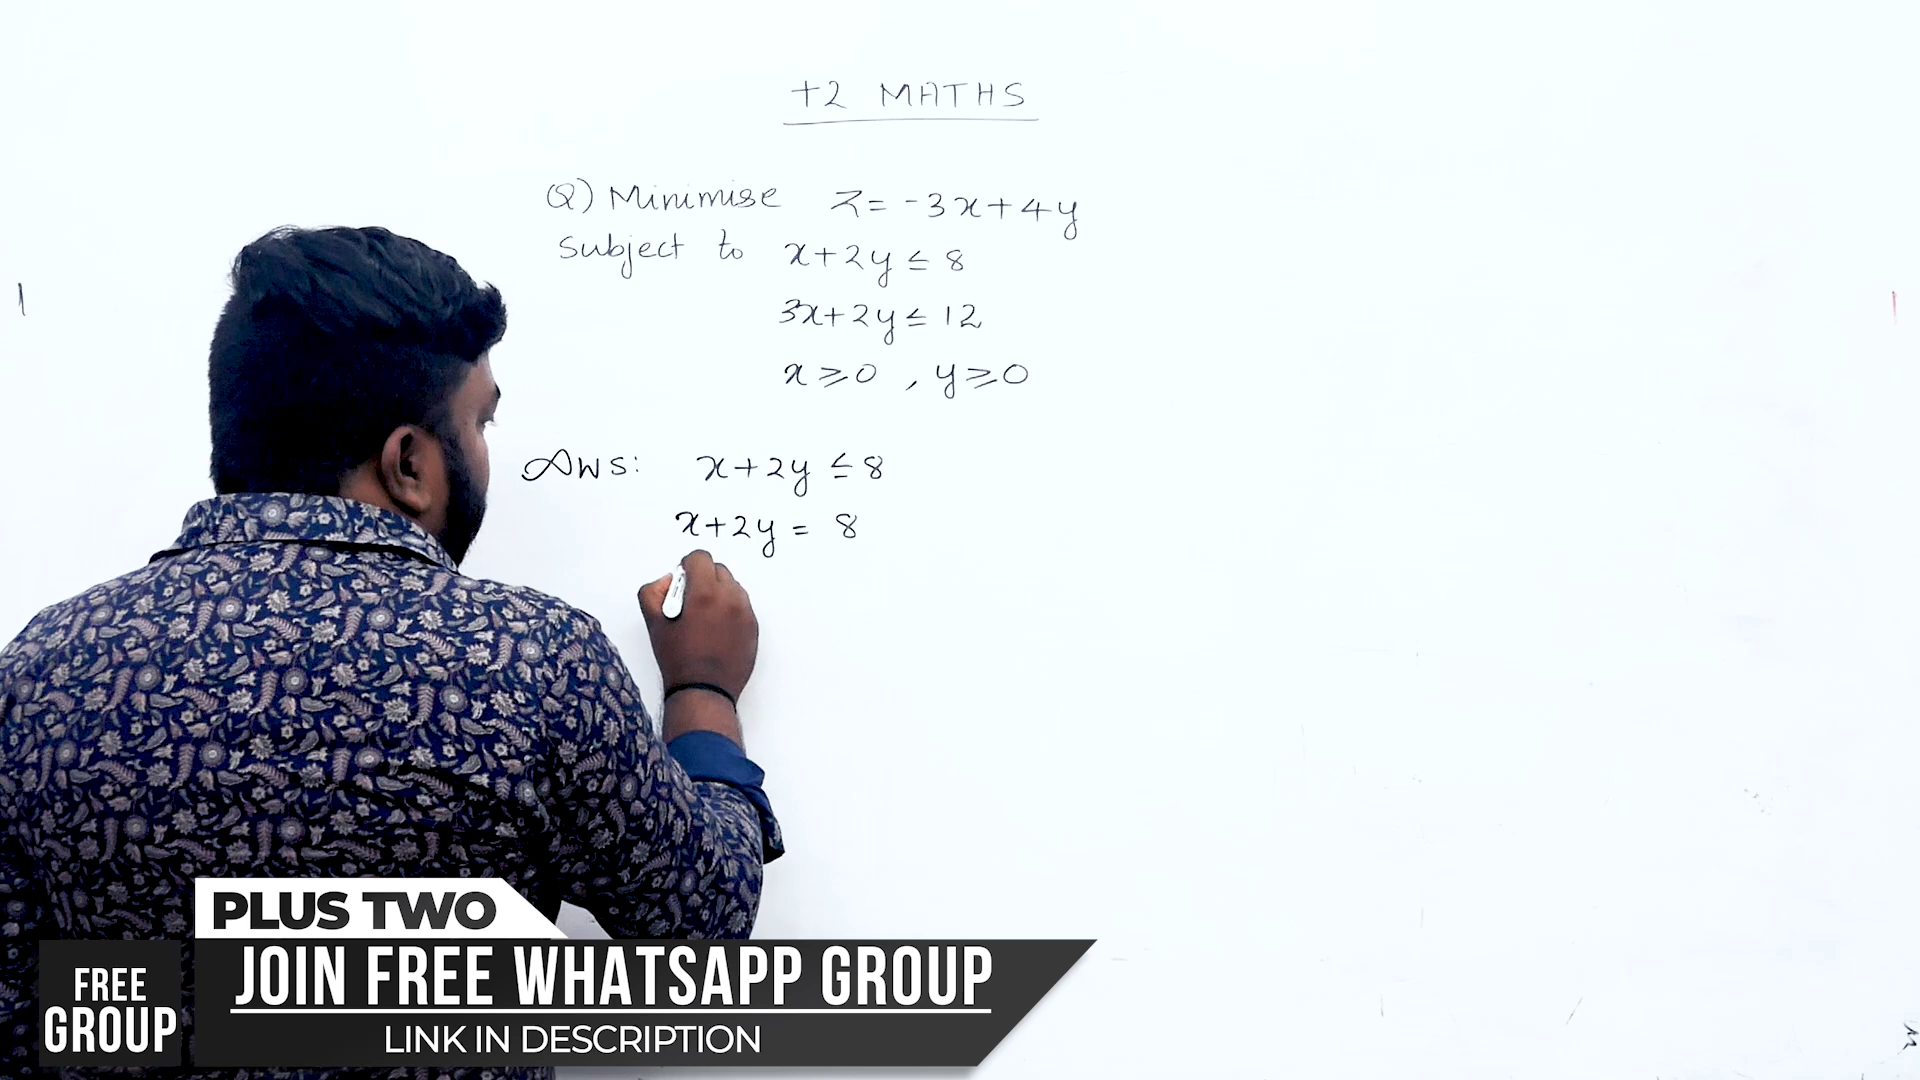 +2 MATHS
Q) Minimise Z = -3x+4y
Subject to x+2y ≤ 8
3x+2y ≤ 12
x ≥ 0 , y ≥ 0
Ans: x+2y ≤ 8
x+2y = 8
PLUS TWO
JOIN FREE WHATSAPP GROUP
LINK IN DESCRIPTION
FREE
GROUP